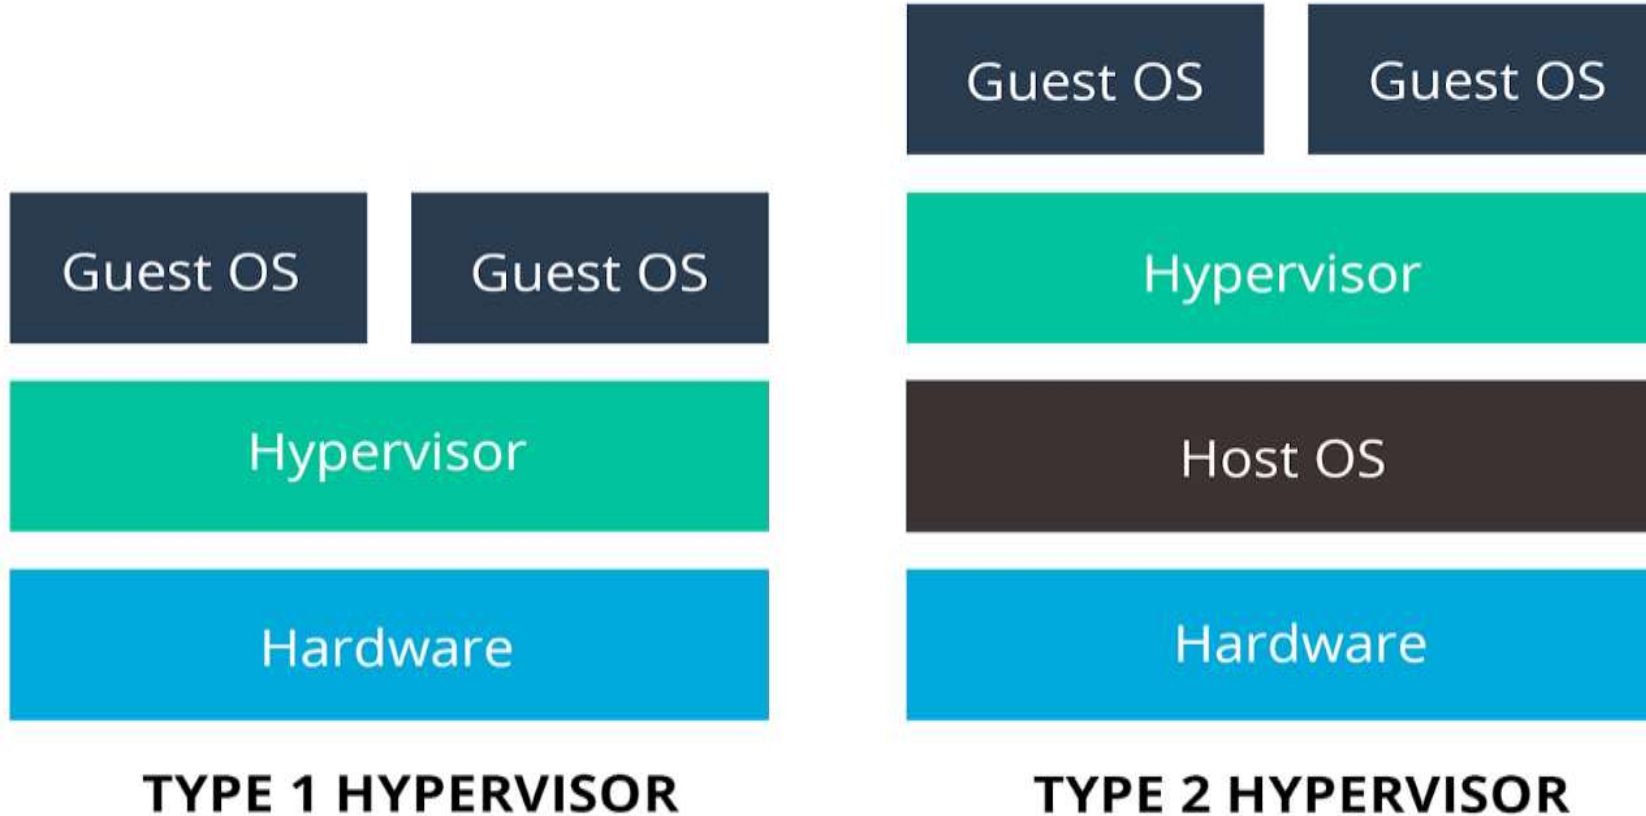 Guest OS
Guest OS
Hypervisor
Hardware
TYPE 1 HYPERVISOR
Guest OS
Guest OS
Hypervisor
Host OS
Hardware
TYPE 2 HYPERVISOR